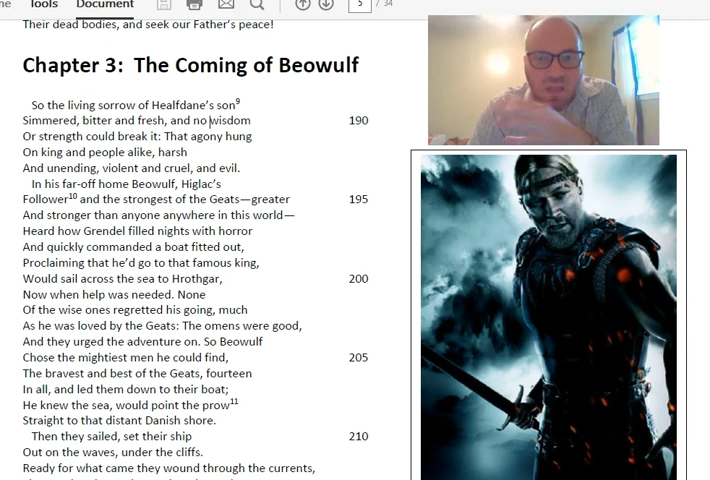 Tools Document 5 / 34
Their dead bodies, and seek our Father's peace!
Chapter 3: The Coming of Beowulf
So the living sorrow of Healfdane's son9
Simmered, bitter and fresh, and no wisdom 190
Or strength could break it: That agony hung
On king and people alike, harsh
And unending, violent and cruel, and evil.
In his far-off home Beowulf, Higlac's
Follower10 and the strongest of the Geats—greater 195
And stronger than anyone anywhere in this world—
Heard how Grendel filled nights with horror
And quickly commanded a boat fitted out,
Proclaiming that he'd go to that famous king,
Would sail across the sea to Hrothgar, 200
Now when help was needed. None
Of the wise ones regretted his going, much
As he was loved by the Geats: The omens were good,
And they urged the adventure on. So Beowulf
Chose the mightiest men he could find, 205
The bravest and best of the Geats, fourteen
In all, and led them down to their boat;
He knew the sea, would point the prow11
Straight to that distant Danish shore.
Then they sailed, set their ship 210
Out on the waves, under the cliffs.
Ready for what came they wound through the currents,